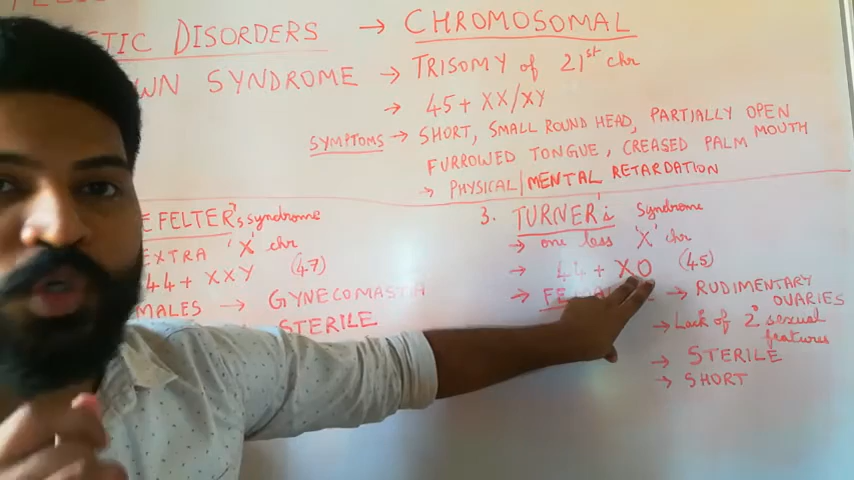 TIC DISORDERS → CHROMOSOMAL
WN SYNDROME → TRISOMY of 21st chr
→ 45 + XX/XY
SYMPTOMS → SHORT, SMALL ROUND HEAD, PARTIALLY OPEN MOUTH
FURROWED TONGUE, CREASED PALM
→ PHYSICAL/MENTAL RETARDATION
E FELTER's syndrome
EXTRA 'X' chr
44 + XXY (47)
MALES → GYNECOMASTIA
STERILE
3. TURNER's Syndrome
→ one less 'X' chr
→ 44 + XO (45)
→ → RUDIMENTARY OVARIES
→ Lack of 2° sexual features
→ STERILE
→ SHORT